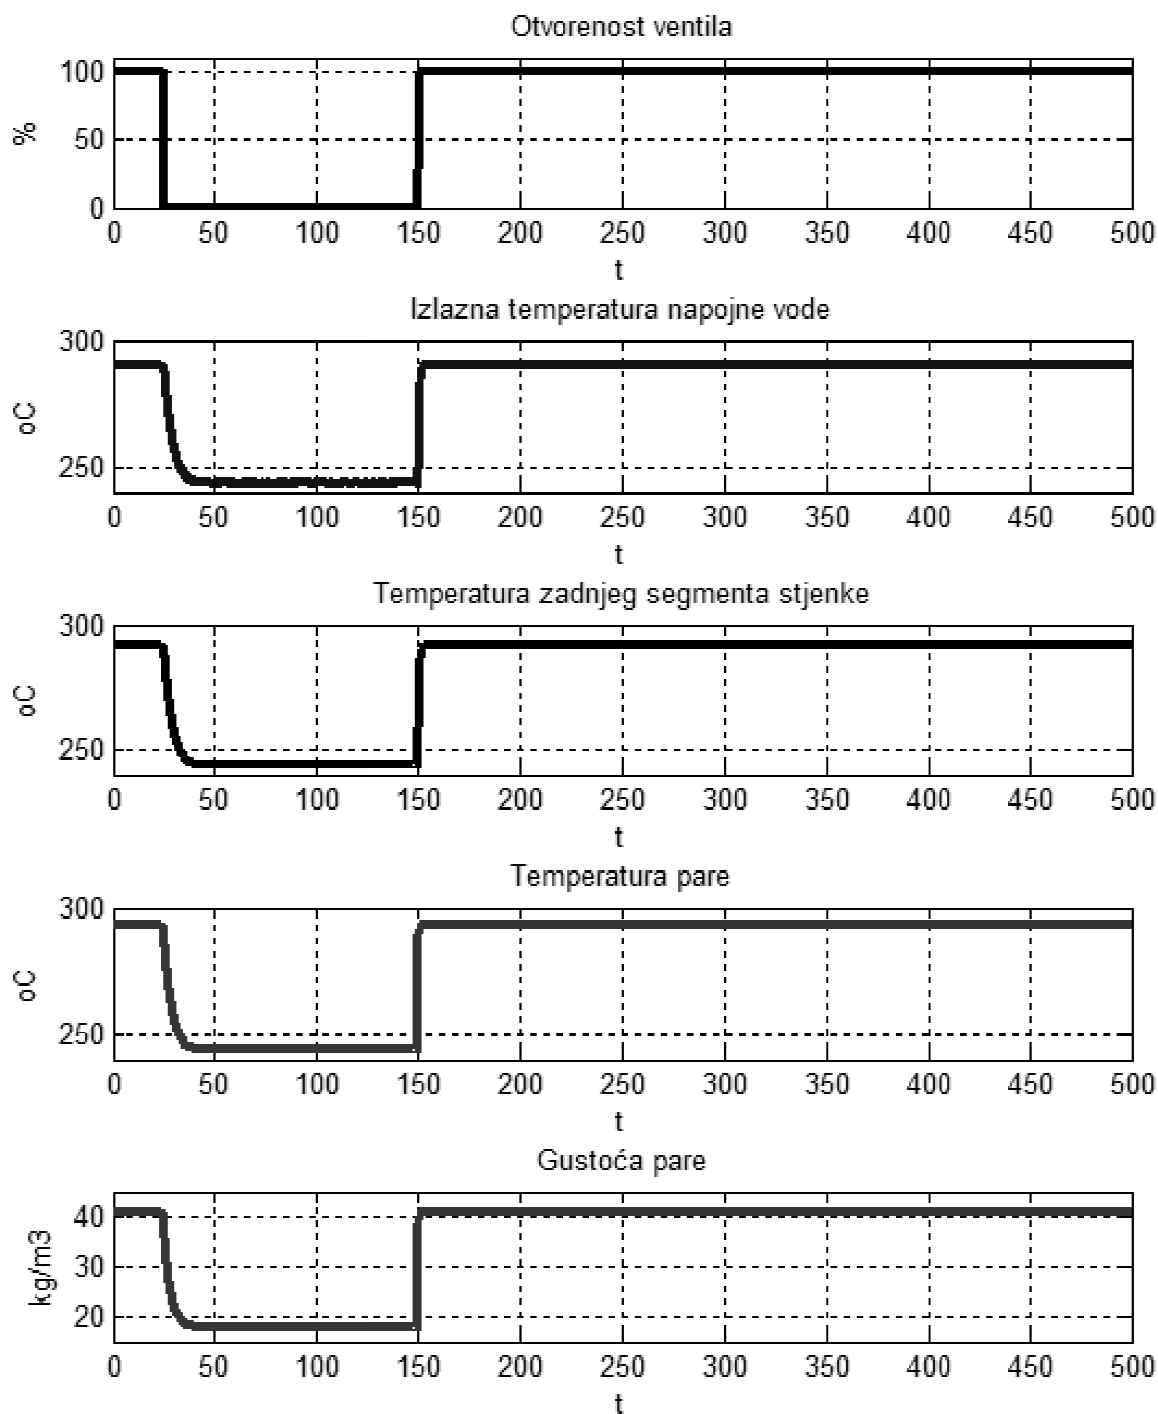 Otvorenost ventila
100
50
0
%
0 50 100 150 200 250 300 350 400 450 500
t
Izlazna temperatura napojne vode
300
250
oC
0 50 100 150 200 250 300 350 400 450 500
t
Temperatura zadnjeg segmenta stjenke
300
250
oC
0 50 100 150 200 250 300 350 400 450 500
t
Temperatura pare
300
250
oC
0 50 100 150 200 250 300 350 400 450 500
t
Gustoća pare
40
30
20
kg/m3
0 50 100 150 200 250 300 350 400 450 500
t